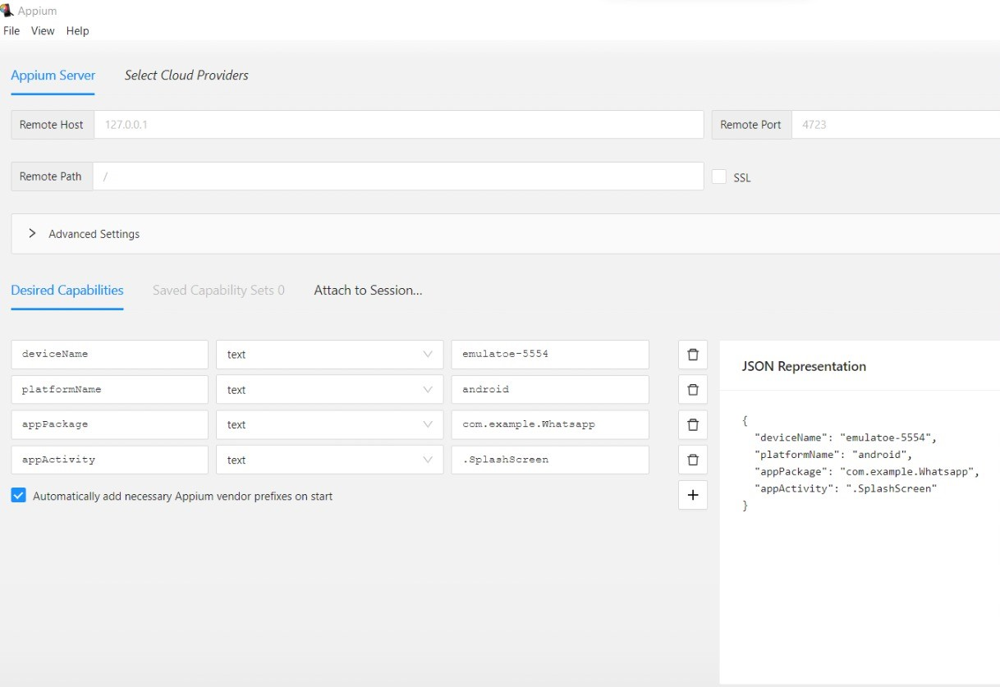 Appium
File View Help
Appium Server Select Cloud Providers
Remote Host 127.0.0.1 Remote Port 4723
Remote Path / SSL
Advanced Settings
Desired Capabilities Saved Capability Sets 0 Attach to Session...
deviceName text emulatoe-5554
platformName text android
appPackage text com.example.Whatsapp
appActivity text .SplashScreen
Automatically add necessary Appium vendor prefixes on start
JSON Representation
{
"deviceName": "emulatoe-5554",
"platformName": "android",
"appPackage": "com.example.Whatsapp",
"appActivity": ".SplashScreen"
}